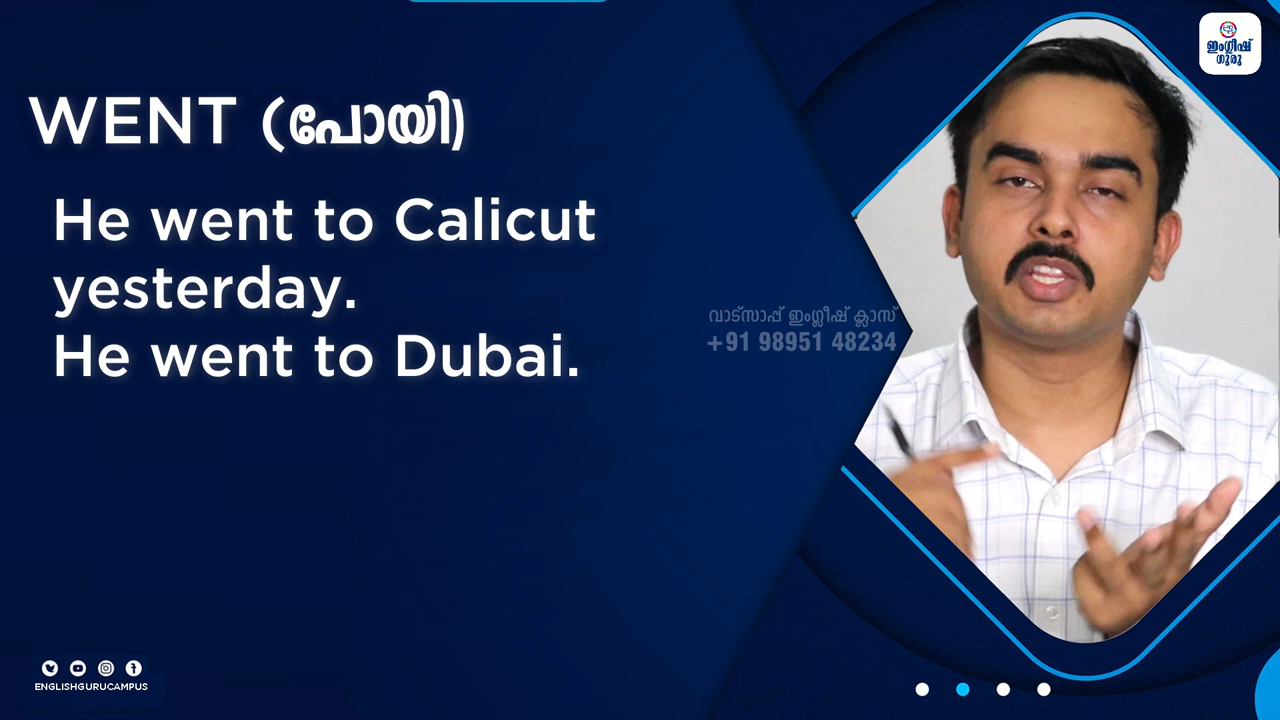 WENT (പോയി)
He went to Calicut
yesterday.
He went to Dubai.
വാട്സാപ്പ് ഇംഗ്ലീഷ് ക്ലാസ്
+91 98951 48234
ഇംഗ്ലീഷ്
ഗുരു
ENGLISHGURUCAMPUS